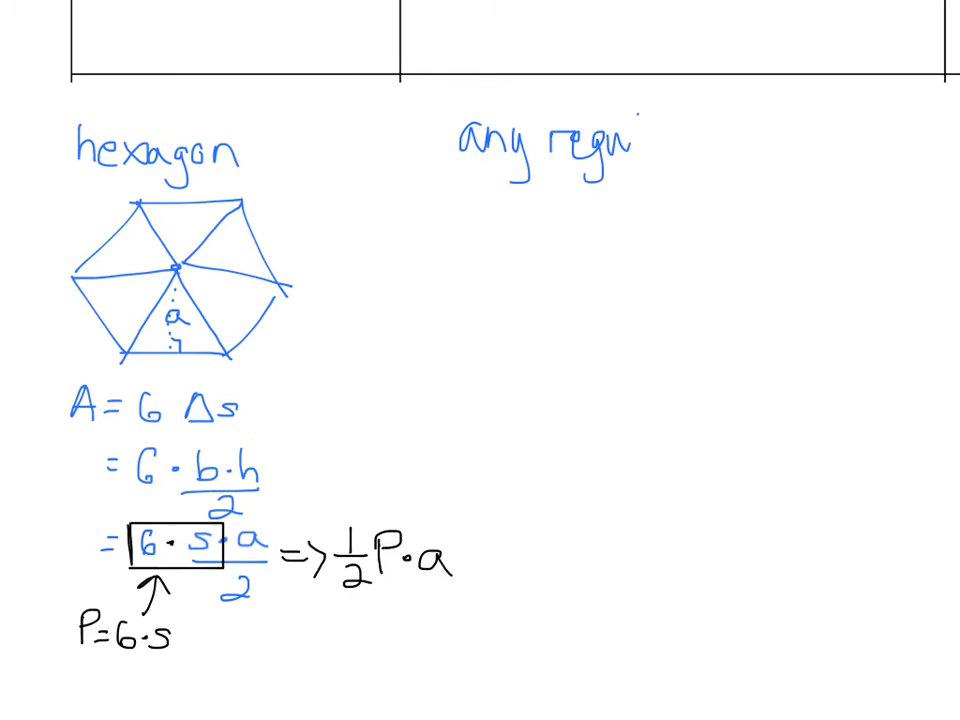 hexagon
any regu
a
A = 6 Δs
= 6 · b·h/2
= 6 · s·a/2 => 1/2 P·a
P=6·s